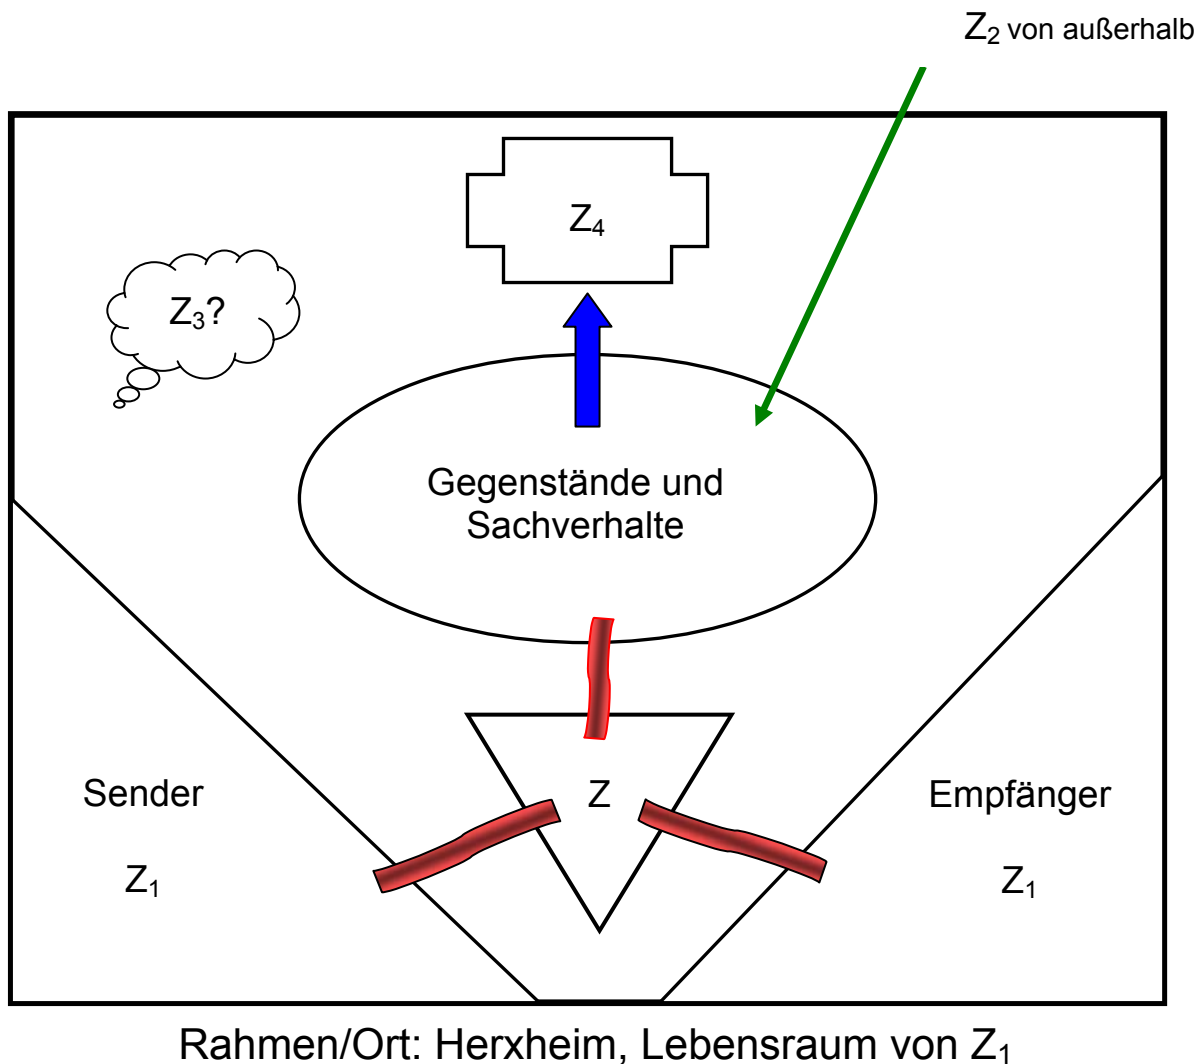 Z₂ von außerhalb
Z₄
Z₃?
Gegenstände und
Sachverhalte
Sender
Z
Empfänger
Z₁
Z₁
Rahmen/Ort: Herxheim, Lebensraum von Z₁